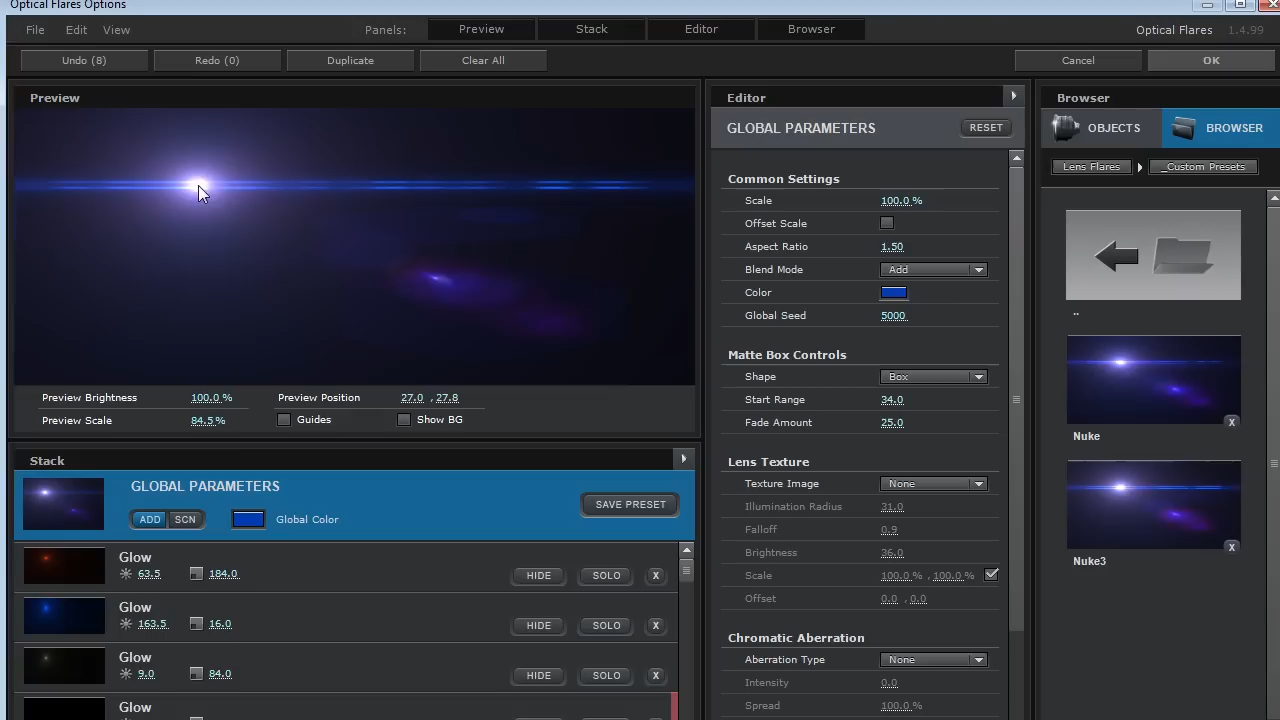 Optical Flares Options
File Edit View Panels: Preview Stack Editor Browser Optical Flares 1.4.99
Undo (8) Redo (0) Duplicate Clear All Cancel OK
Preview
Preview Brightness 100.0 % Preview Position 27.0 , 27.8
Preview Scale 84.5 % Guides Show BG
Stack
GLOBAL PARAMETERS
ADD SCN Global Color SAVE PRESET
Glow
63.5 184.0 HIDE SOLO X
Glow
163.5 16.0 HIDE SOLO X
Glow
9.0 84.0 HIDE SOLO X
Glow
Editor
GLOBAL PARAMETERS RESET
Common Settings
Scale 100.0 %
Offset Scale
Aspect Ratio 1.50
Blend Mode Add
Color
Global Seed 5000
Matte Box Controls
Shape Box
Start Range 34.0
Fade Amount 25.0
Lens Texture
Texture Image None
Illumination Radius 31.0
Falloff 0.9
Brightness 36.0
Scale 100.0 % , 100.0 %
Offset 0.0 , 0.0
Chromatic Aberration
Aberration Type None
Intensity 0.0
Spread 100.0 %
Browser
OBJECTS BROWSER
Lens Flares _Custom Presets
..
X
Nuke
X
Nuke3